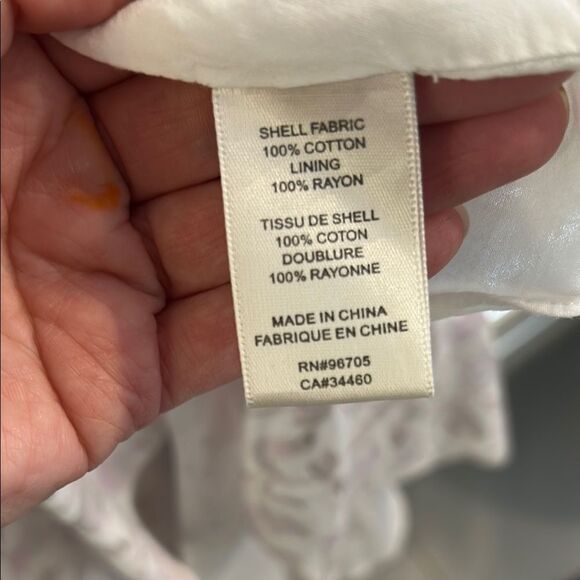 SHELL FABRIC
100% COTTON
LINING
100% RAYON
TISSU DE SHELL
100% COTON
DOUBLURE
100% RAYONNE
MADE IN CHINA
FABRIQUE EN CHINE
RN#96705
CA#34460